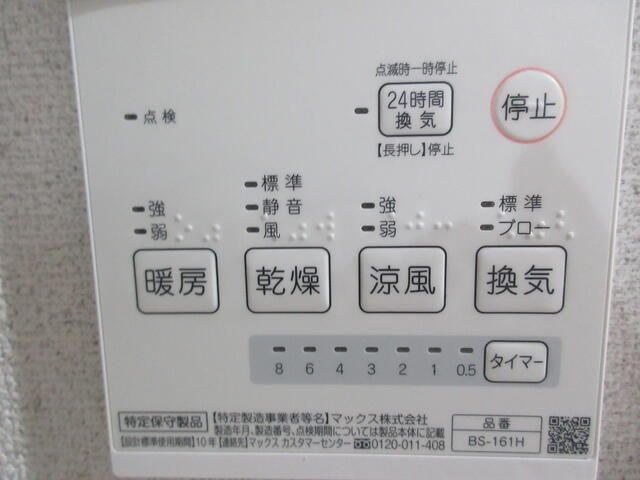 点滅時一時停止
24時間
換気
【長押し】停止
停止
点検
強
弱
暖房
標準
静音
風
乾燥
強
弱
涼風
標準
ブロー
換気
8 6 4 3 2 1 0.5
タイマー
特定保守製品 【特定製造事業者等名】マックス株式会社
製造年月、製造番号、点検期間については製品本体に記載
【設計標準使用期間】10年 【連絡先】マックス カスタマーセンター 0120-011-408
品番
BS-161H